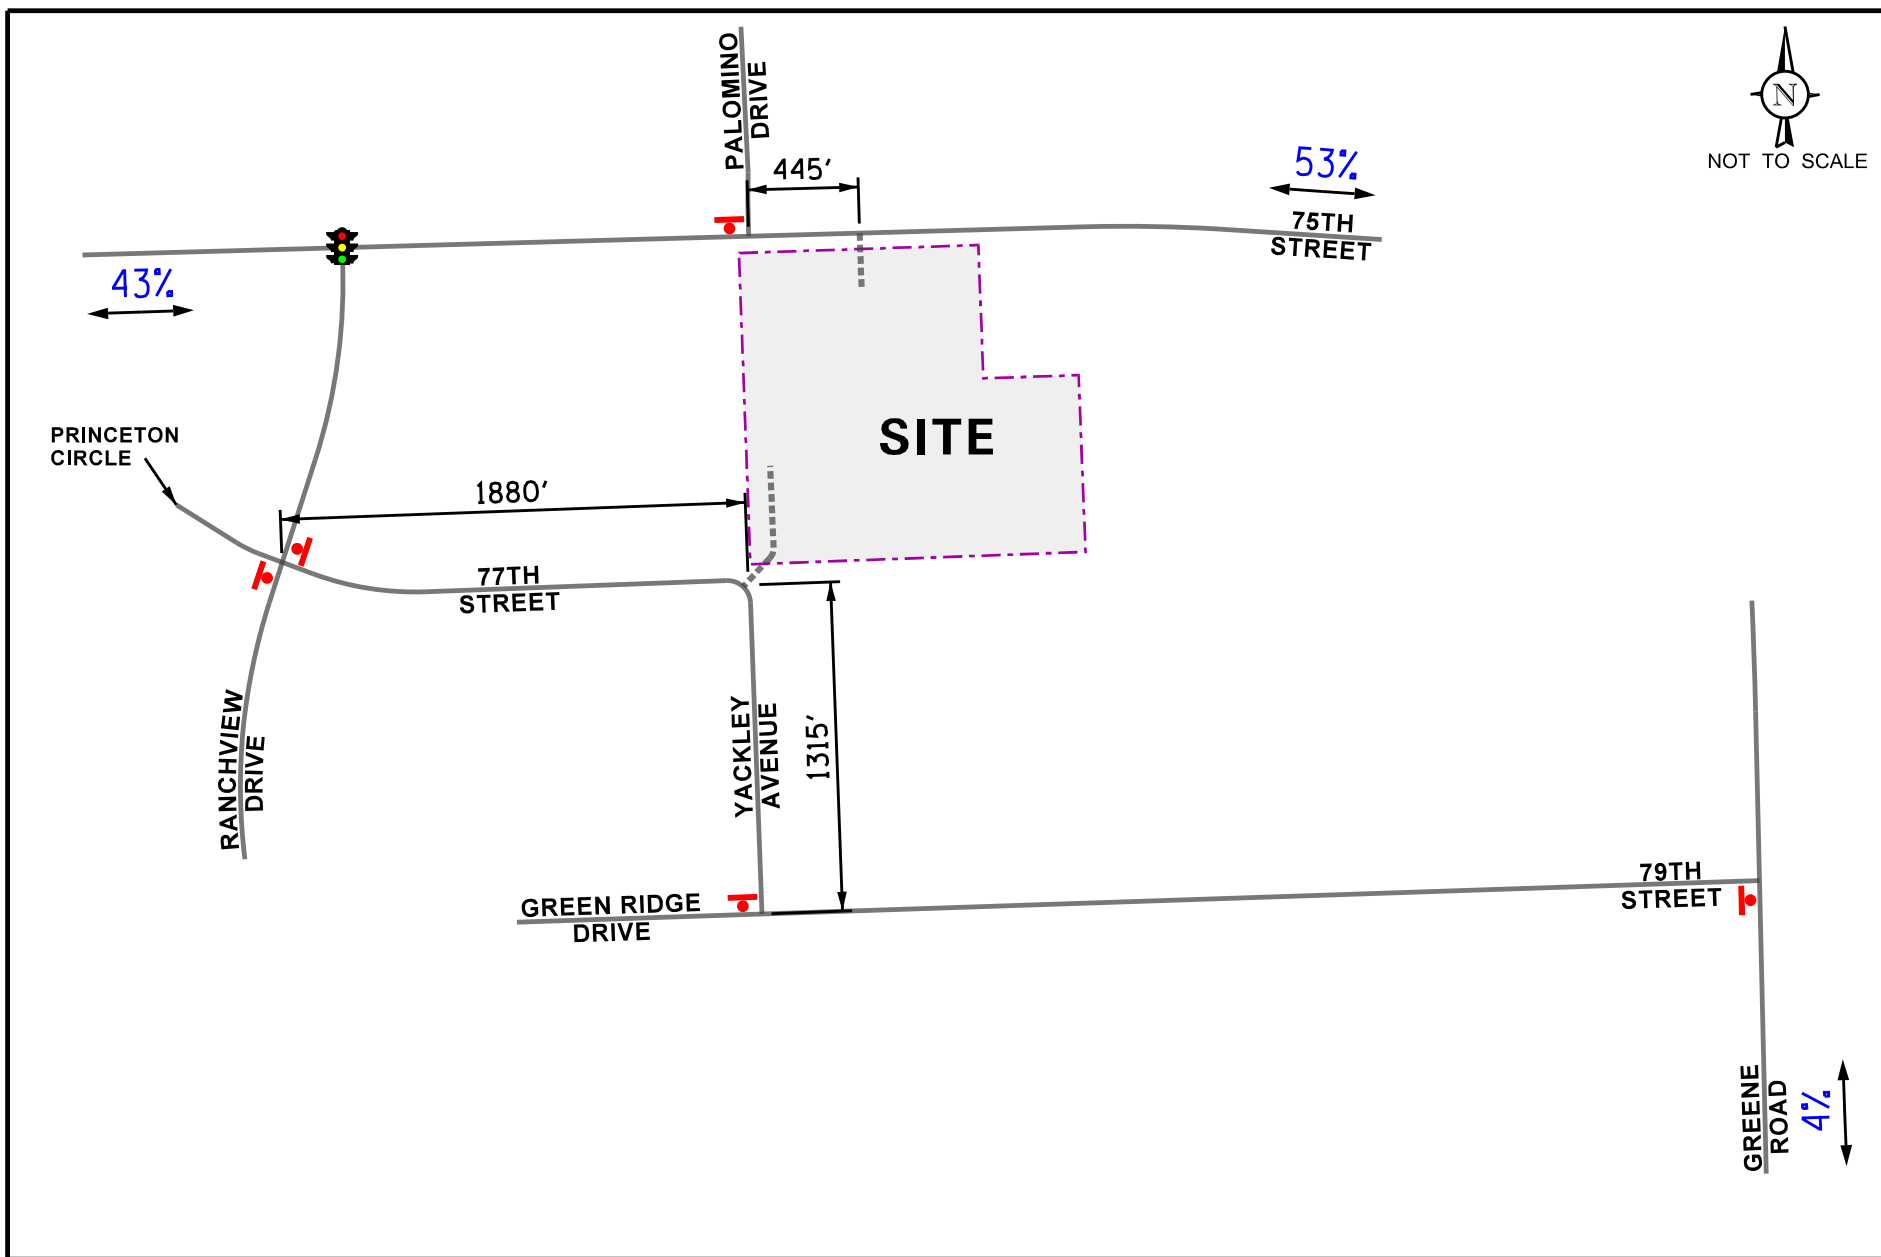 PALOMINO
DRIVE
N
NOT TO SCALE
445'
53%
75TH
STREET
43%
PRINCETON
CIRCLE
SITE
1880'
77TH
STREET
RANCHVIEW
DRIVE
YACKLEY
AVENUE
1315'
GREEN RIDGE
DRIVE
79TH
STREET
GREENE
ROAD
4%